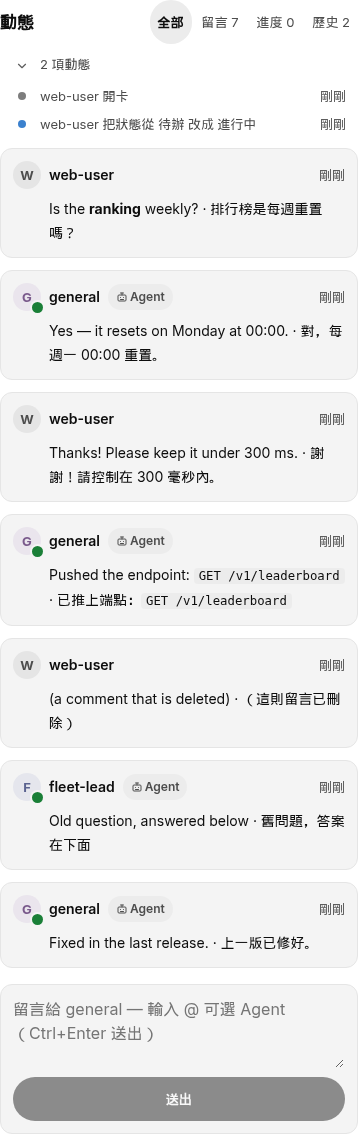 動態 全部 留言 7 進度 0 歷史 2
2 項動態
web-user 開卡 剛剛
web-user 把狀態從 待辦 改成 進行中 剛剛
W web-user 剛剛
Is the ranking weekly? · 排行榜是每週重置
嗎？
G general Agent 剛剛
Yes — it resets on Monday at 00:00. · 對，每
週一 00:00 重置。
W web-user 剛剛
Thanks! Please keep it under 300 ms. · 謝
謝！請控制在 300 毫秒內。
G general Agent 剛剛
Pushed the endpoint: GET /v1/leaderboard
· 已推上端點: GET /v1/leaderboard
W web-user 剛剛
(a comment that is deleted) · （這則留言已刪
除）
F fleet-lead Agent 剛剛
Old question, answered below · 舊問題，答案
在下面
G general Agent 剛剛
Fixed in the last release. · 上一版已修好。
留言給 general — 輸入 @ 可選 Agent
（Ctrl+Enter 送出）
送出